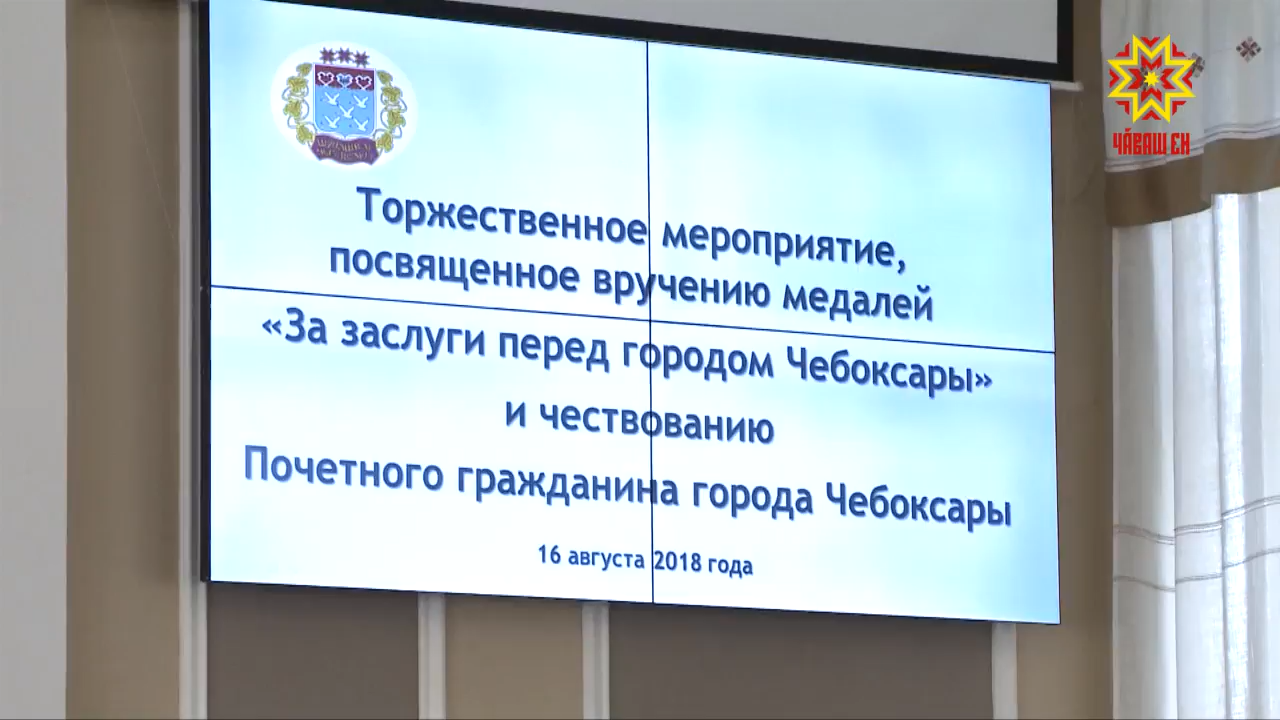 ЧӐВАШ ЕН
Торжественное мероприятие,
посвященное вручению медалей
«За заслуги перед городом Чебоксары»
и чествованию
Почетного гражданина города Чебоксары
16 августа 2018 года